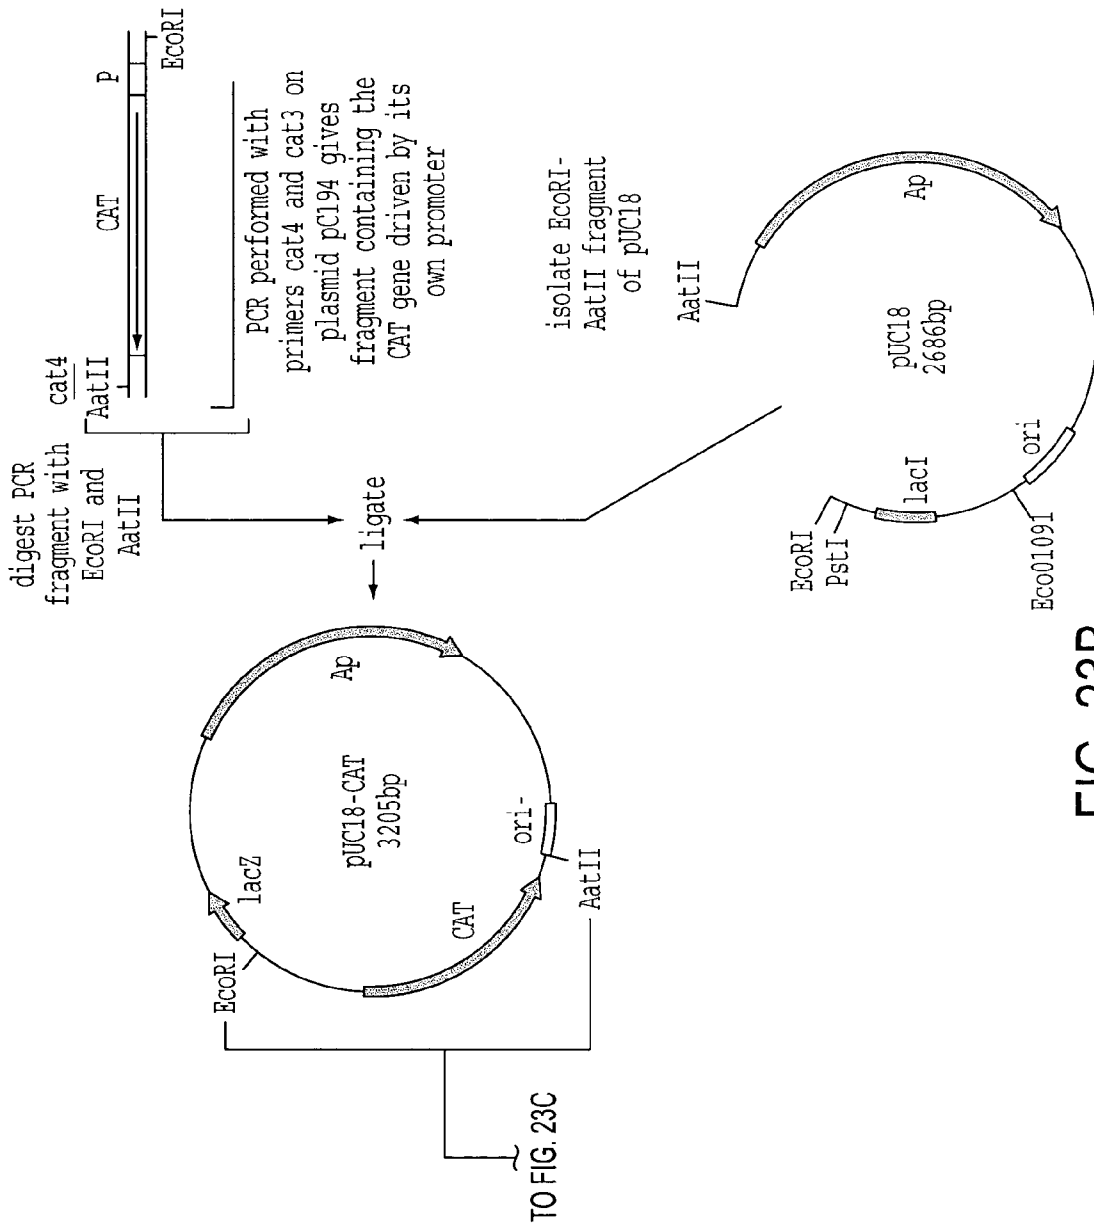 digest PCR
fragment with
EcoRI and
AatII
cat4
AatII
CAT
p
EcoRI
PCR performed with
primers cat4 and cat3 on
plasmid pC194 gives
fragment containing the
CAT gene driven by its
own promoter
ligate
isolate EcoRI-
AatII fragment
of pUC18
EcoRI
lacZ
Ap
pUC18-CAT
3205bp
CAT
ori-
AatII
TO FIG. 23C
AatII
EcoRI
PstI
lacI
pUC18
2686bp
Ap
ori
Eco01091
FIG. 23B